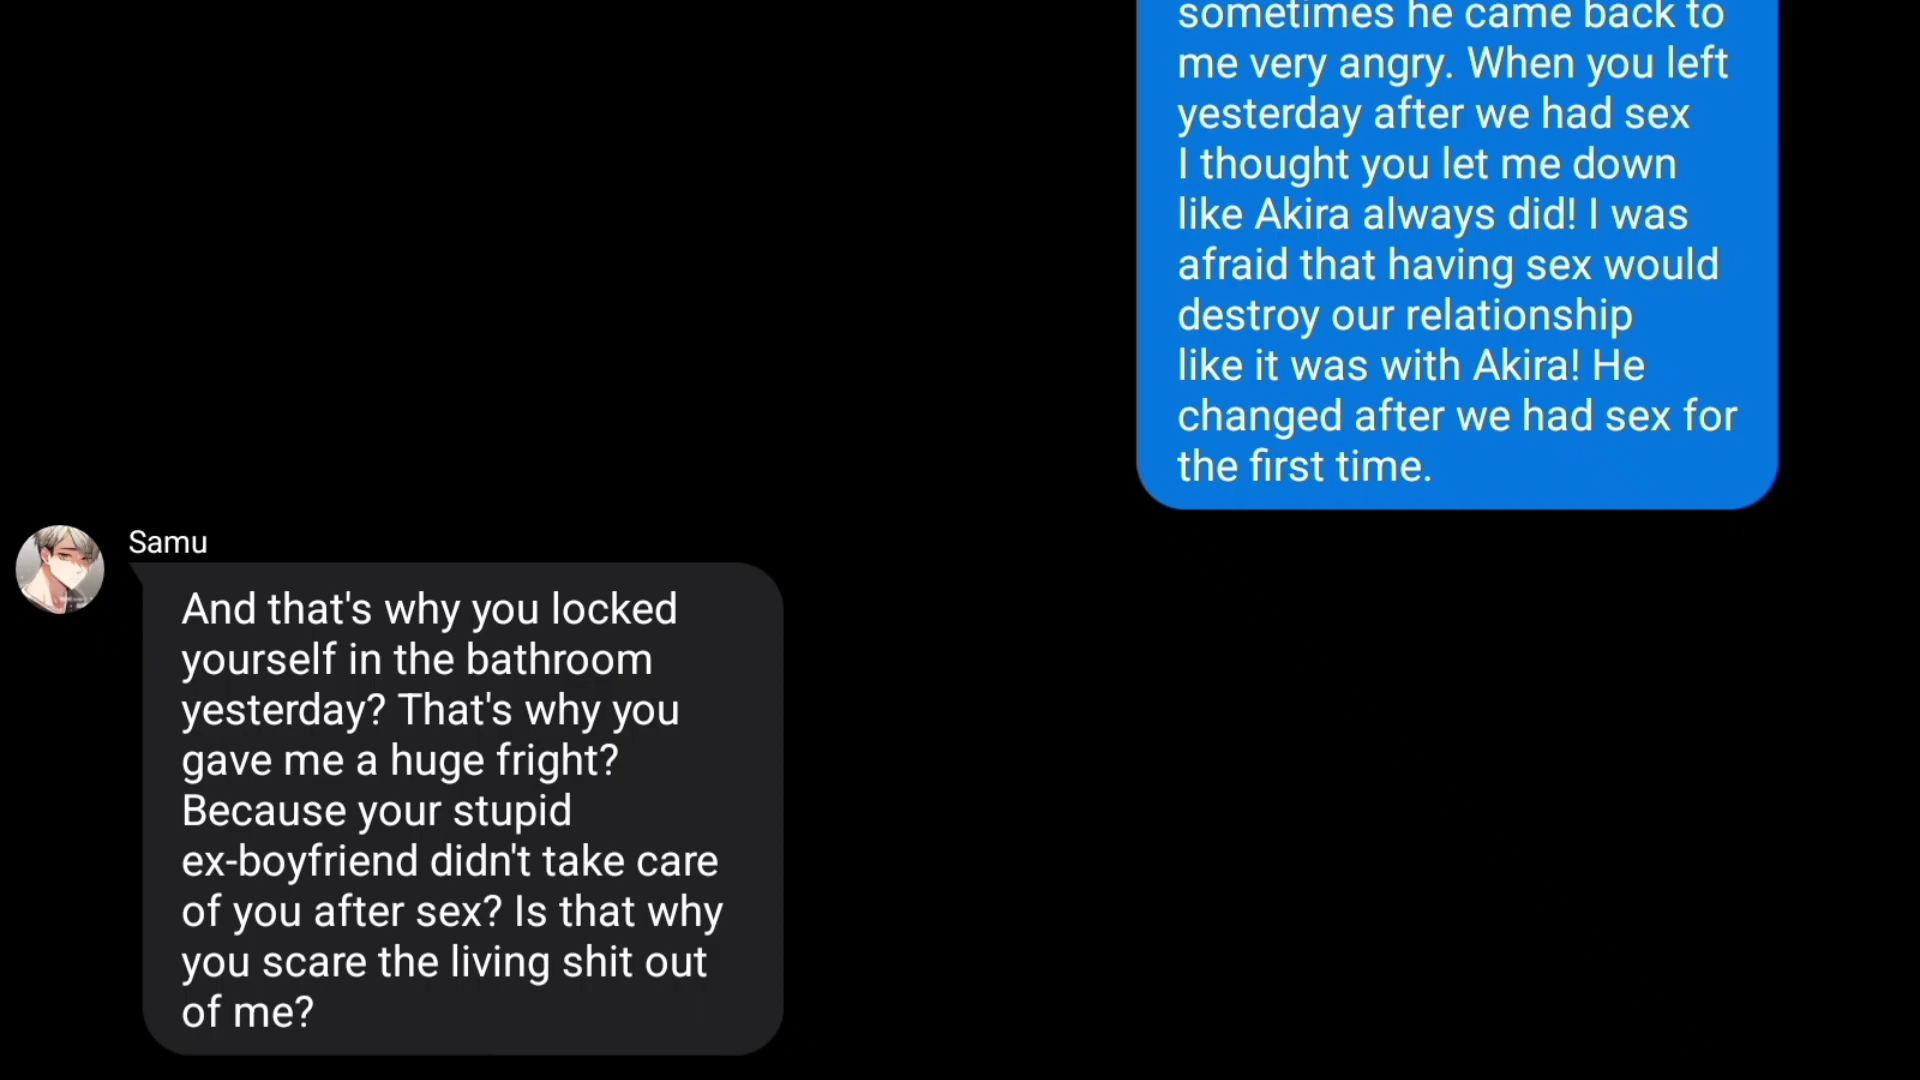 sometimes he came back to
me very angry. When you left
yesterday after we had sex
I thought you let me down
like Akira always did! I was
afraid that having sex would
destroy our relationship
like it was with Akira! He
changed after we had sex for
the first time.
Samu
And that's why you locked
yourself in the bathroom
yesterday? That's why you
gave me a huge fright?
Because your stupid
ex-boyfriend didn't take care
of you after sex? Is that why
you scare the living shit out
of me?